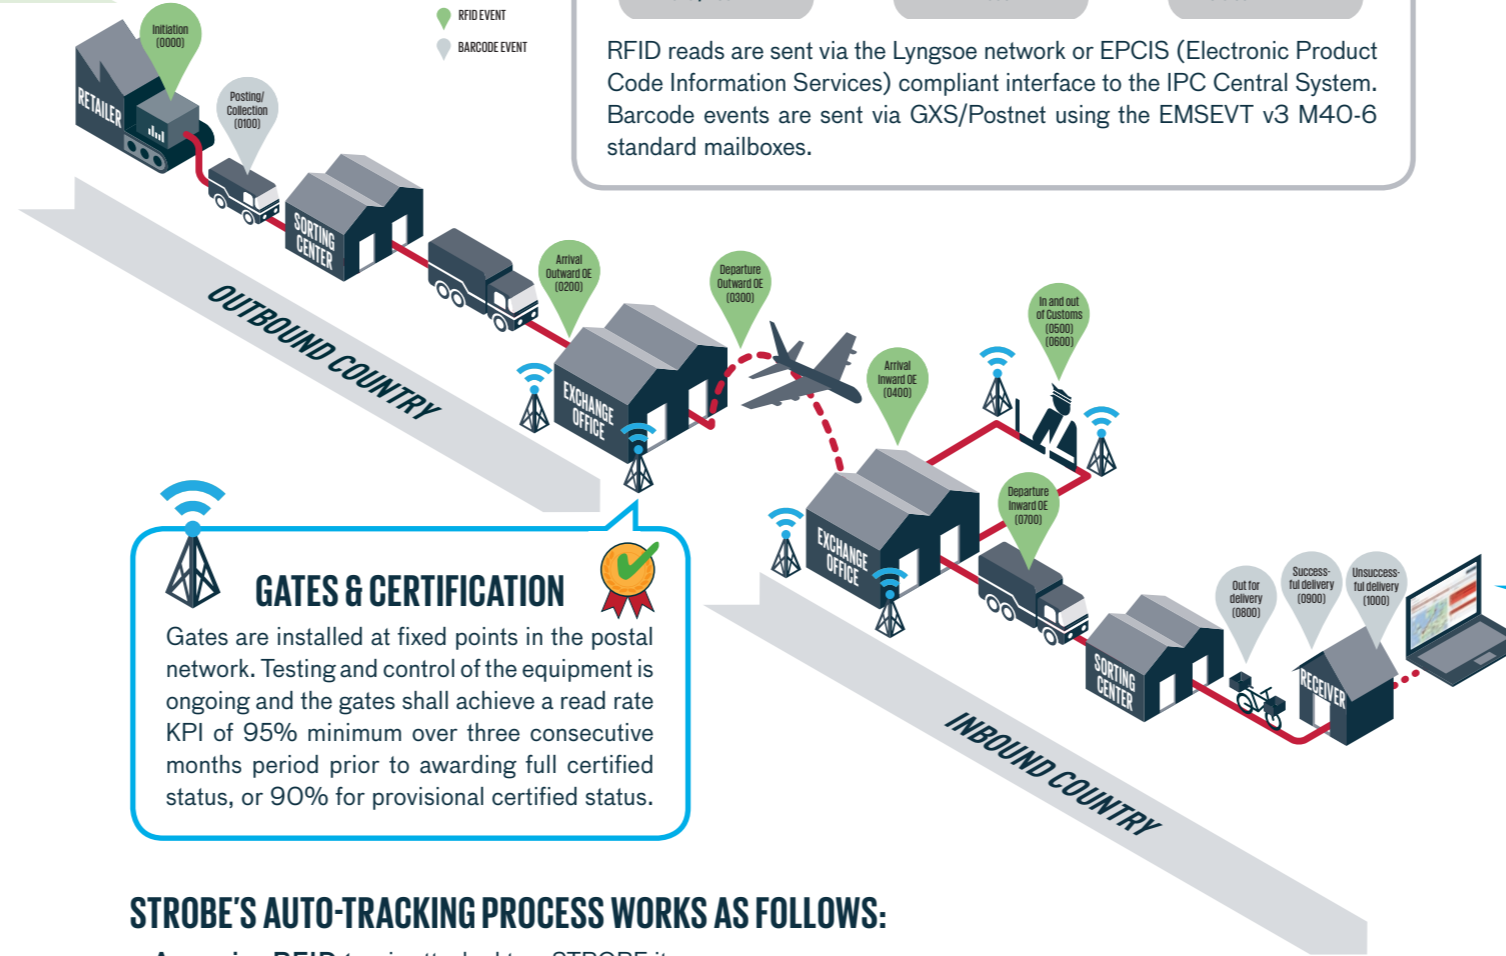 RFID EVENT
BARCODE EVENT
RFID reads are sent via the Lyngsoe network or EPCIS (Electronic Product
Code Information Services) compliant interface to the IPC Central System.
Barcode events are sent via GXS/Postnet using the EMSEVT v3 M40-6
standard mailboxes.
Initiation
(0000)
RETAILER
Posting/
Collection
(0100)
SORTING
CENTER
OUTBOUND COUNTRY
Arrival
Outward OE
(0200)
EXCHANGE
OFFICE
Departure
Outward OE
(0300)
Arrival
Inward OE
(0400)
In and out
of Customs
(0500)
(0600)
EXCHANGE
OFFICE
Departure
Inward OE
(0700)
SORTING
CENTER
Out for
delivery
(0800)
Success-
ful delivery
(0900)
Unsuccess-
ful delivery
(1000)
RECEIVER
INBOUND COUNTRY
GATES & CERTIFICATION
Gates are installed at fixed points in the postal
network. Testing and control of the equipment is
ongoing and the gates shall achieve a read rate
KPI of 95% minimum over three consecutive
months period prior to awarding full certified
status, or 90% for provisional certified status.
STROBE'S AUTO-TRACKING PROCESS WORKS AS FOLLOWS: